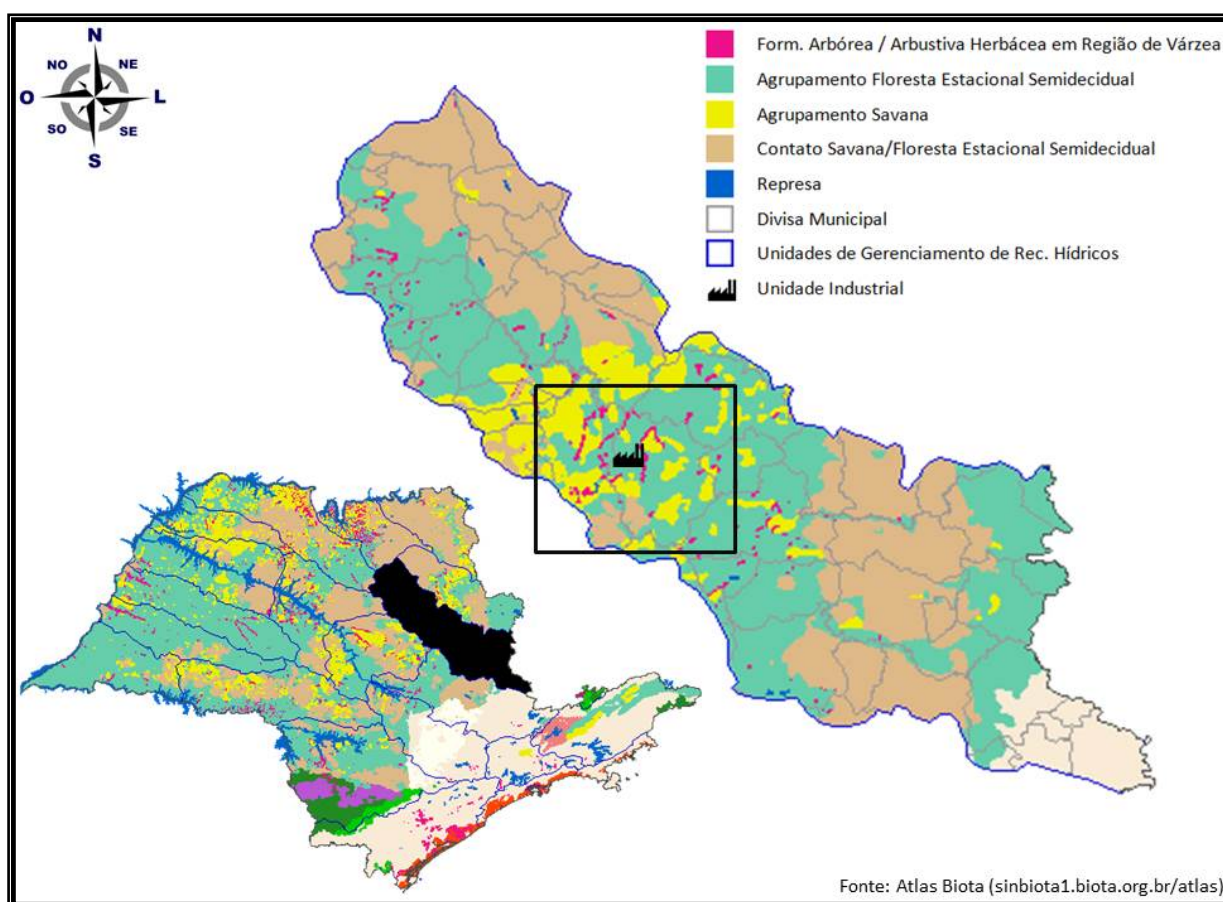 N
NO
NE
O
L
SO
SE
S
Form. Arbórea / Arbustiva Herbácea em Região de Várzea
Agrupamento Floresta Estacional Semidecidual
Agrupamento Savana
Contato Savana/Floresta Estacional Semidecidual
Represa
Divisa Municipal
Unidades de Gerenciamento de Rec. Hídricos
Unidade Industrial
Fonte: Atlas Biota (sinbiota1.biota.org.br/atlas)